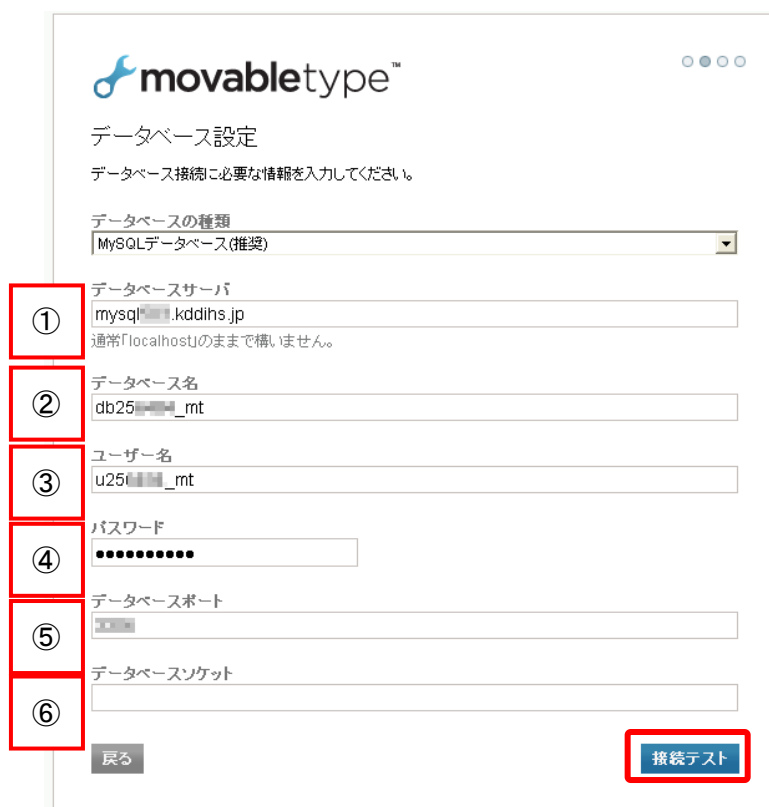 movabletype™
データベース設定
データベース接続に必要な情報を入力してください。
データベースの種類
MySQLデータベース(推奨)
① データベースサーバ
mysql .kddihs.jp
通常「localhost」のままで構いません。
② データベース名
db25 _mt
③ ユーザー名
u25 _mt
④ パスワード
●●●●●●●●●●
⑤ データベースポート
⑥ データベースソケット
戻る 接続テスト